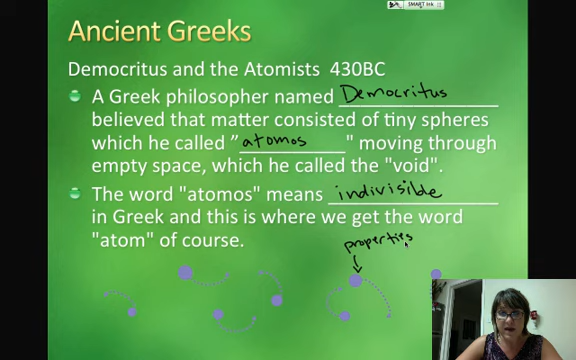 SMART Ink
Ancient Greeks
Democritus and the Atomists 430BC
A Greek philosopher named Democritus
believed that matter consisted of tiny spheres
which he called "atomos" moving through
empty space, which he called the "void".
The word "atomos" means indivisible
in Greek and this is where we get the word
"atom" of course.
properties